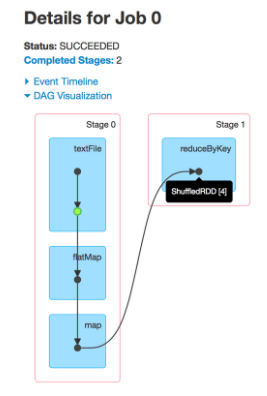 Details for Job 0
Status: SUCCEEDED
Completed Stages: 2
Event Timeline
DAG Visualization
Stage 0
Stage 1
textFile
flatMap
map
reduceByKey
ShuffledRDD [4]